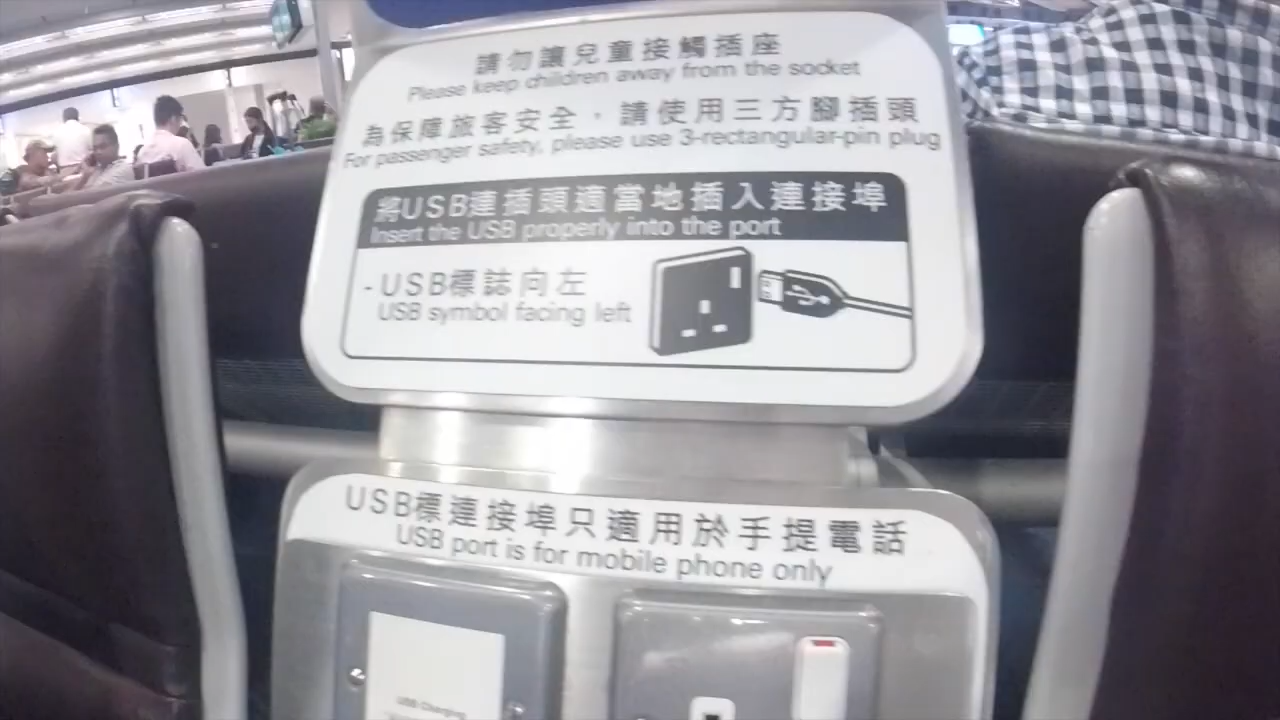 請勿讓兒童接觸插座
Please keep children away from the socket
為保障旅客安全，請使用三方腳插頭
For passenger safety, please use 3-rectangular-pin plug
將USB連插頭適當地插入連接埠
Insert the USB properly into the port
-USB標誌向左
USB symbol facing left
USB標連接埠只適用於手提電話
USB port is for mobile phone only
USB Charging